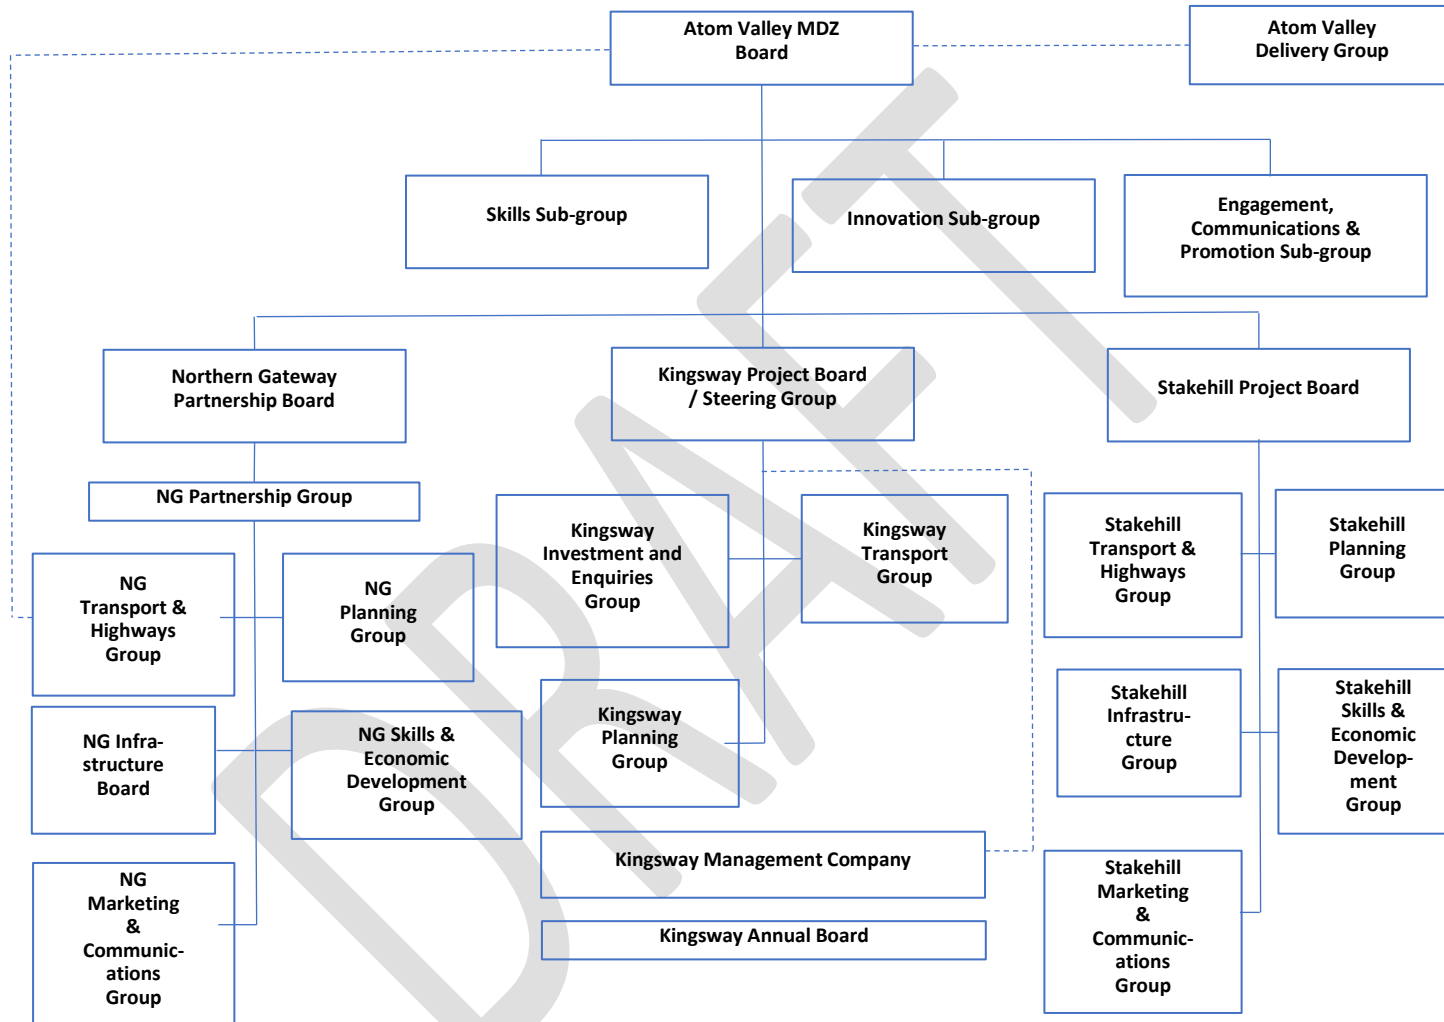 Atom Valley MDZ
Board
Atom Valley
Delivery Group
Skills Sub-group
Innovation Sub-group
Engagement,
Communications &
Promotion Sub-group
Northern Gateway
Partnership Board
Kingsway Project Board
/ Steering Group
Stakehill Project Board
NG Partnership Group
NG
Transport &
Highways
Group
NG
Planning
Group
Kingsway
Investment and
Enquiries
Group
Kingsway
Transport
Group
Stakehill
Transport &
Highways
Group
Stakehill
Planning
Group
NG Infra-
structure
Board
NG Skills &
Economic
Development
Group
Kingsway
Planning
Group
Stakehill
Infrastru-
cture
Group
Stakehill
Skills &
Economic
Develop-
ment
Group
Kingsway Management Company
Kingsway Annual Board
NG
Marketing
&
Communic-
ations
Group
Stakehill
Marketing
&
Communic-
ations
Group
DRAFT